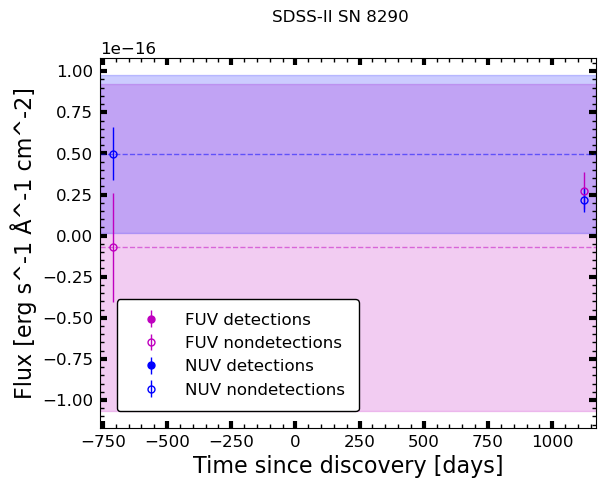 SDSS-II SN 8290
1e−16
1.00
0.75
0.50
0.25
0.00
−0.25
−0.50
−0.75
−1.00
Flux [erg s^-1 Å^-1 cm^-2]
FUV detections
FUV nondetections
NUV detections
NUV nondetections
−750 −500 −250 0 250 500 750 1000
Time since discovery [days]